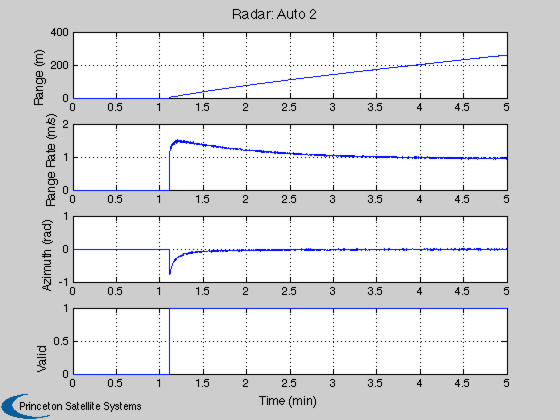 Radar: Auto 2
Range (m)
400
200
0
0 0.5 1 1.5 2 2.5 3 3.5 4 4.5 5
Range Rate (m/s)
2
1
0
0 0.5 1 1.5 2 2.5 3 3.5 4 4.5 5
Azimuth (rad)
1
0
-1
0 0.5 1 1.5 2 2.5 3 3.5 4 4.5 5
Valid
1
0.5
0
0 0.5 1 1.5 2 2.5 3 3.5 4 4.5 5
Time (min)
Princeton Satellite Systems